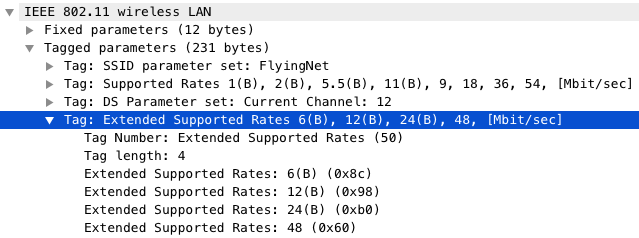 IEEE 802.11 wireless LAN
Fixed parameters (12 bytes)
Tagged parameters (231 bytes)
Tag: SSID parameter set: FlyingNet
Tag: Supported Rates 1(B), 2(B), 5.5(B), 11(B), 9, 18, 36, 54, [Mbit/sec]
Tag: DS Parameter set: Current Channel: 12
Tag: Extended Supported Rates 6(B), 12(B), 24(B), 48, [Mbit/sec]
Tag Number: Extended Supported Rates (50)
Tag length: 4
Extended Supported Rates: 6(B) (0x8c)
Extended Supported Rates: 12(B) (0x98)
Extended Supported Rates: 24(B) (0xb0)
Extended Supported Rates: 48 (0x60)